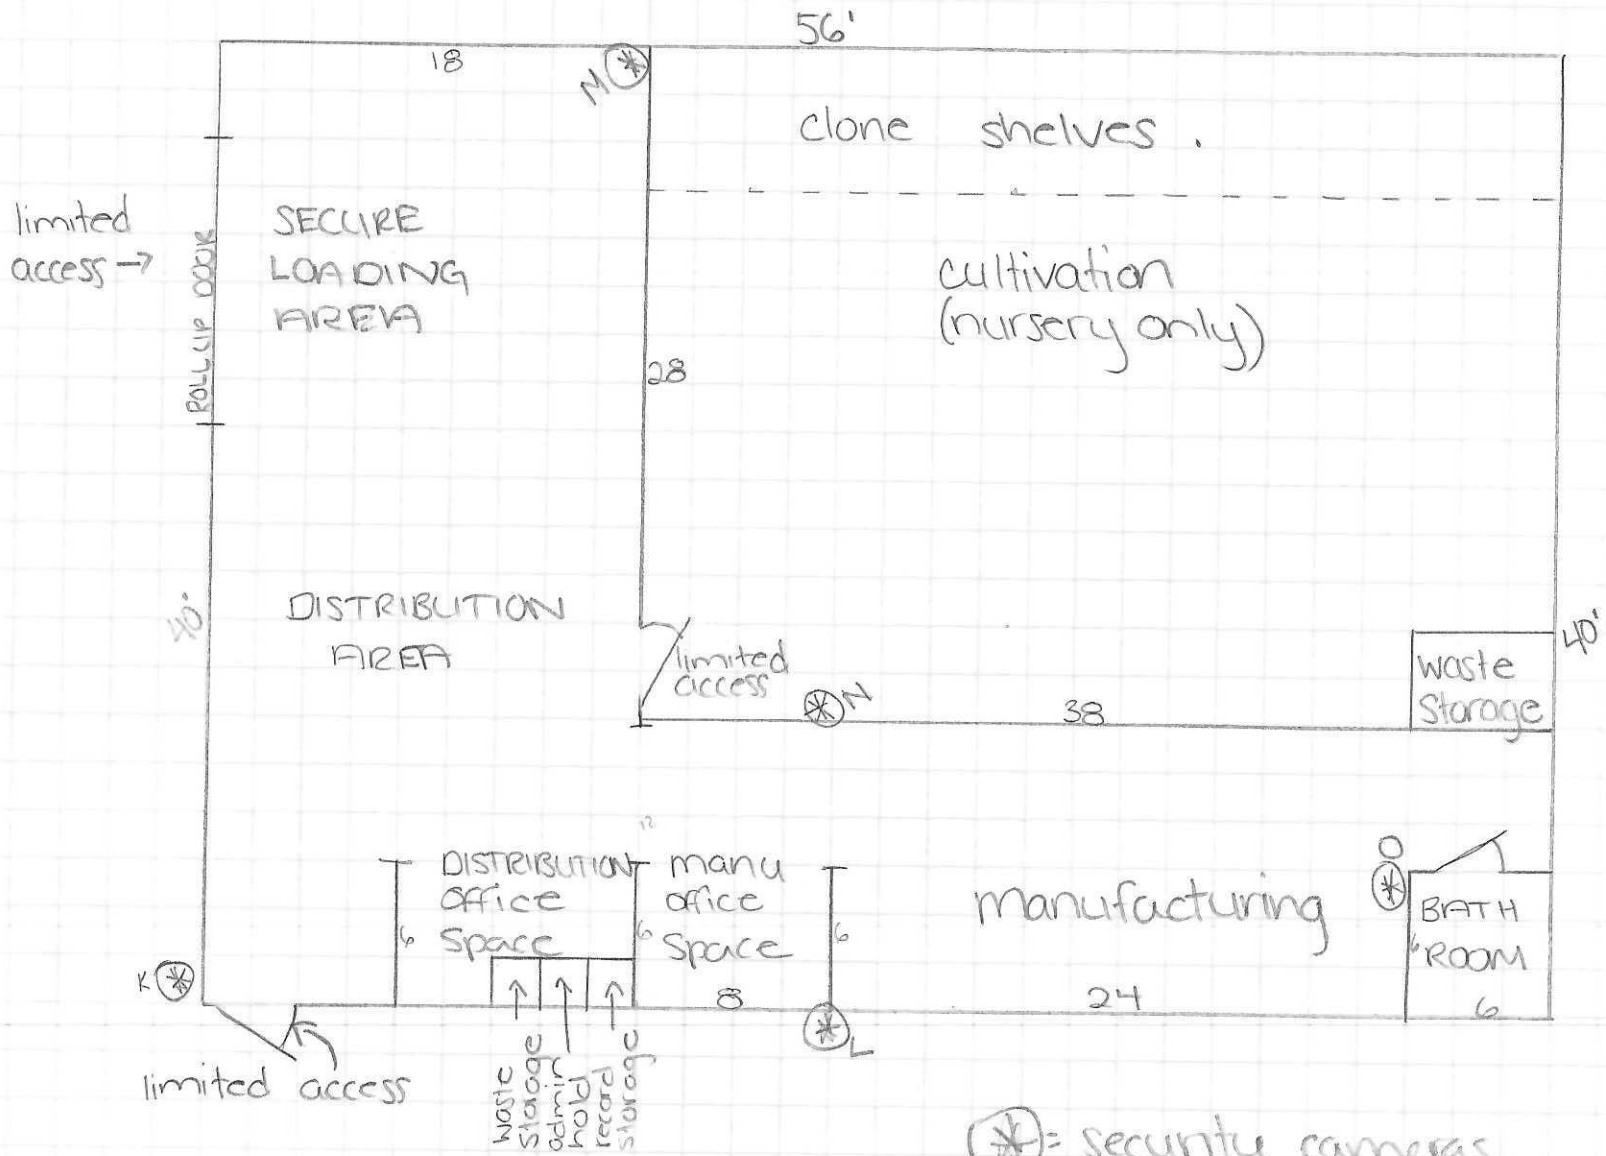 56'
18
M
clone shelves.
limited
access →
ROLL UP DOOR
SECURE
LOADING
AREA
cultivation
(nursery only)
28
40'
DISTRIBUTION
AREA
limited
access
N
38
waste
storage
40'
12
DISTRIBUTION
office
space
6
manu
office
space
6
8
6
manufacturing
24
O
BATH
ROOM
6
6
K
L
limited access
waste
storage
admin
hold
record
storage
= security cameras